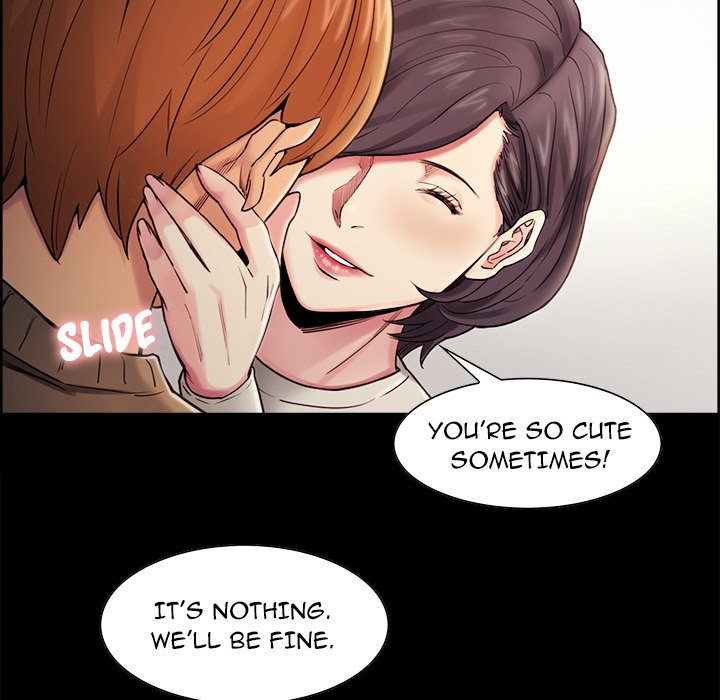 SLIDE
YOU'RE SO CUTE
SOMETIMES!
IT'S NOTHING.
WE'LL BE FINE.